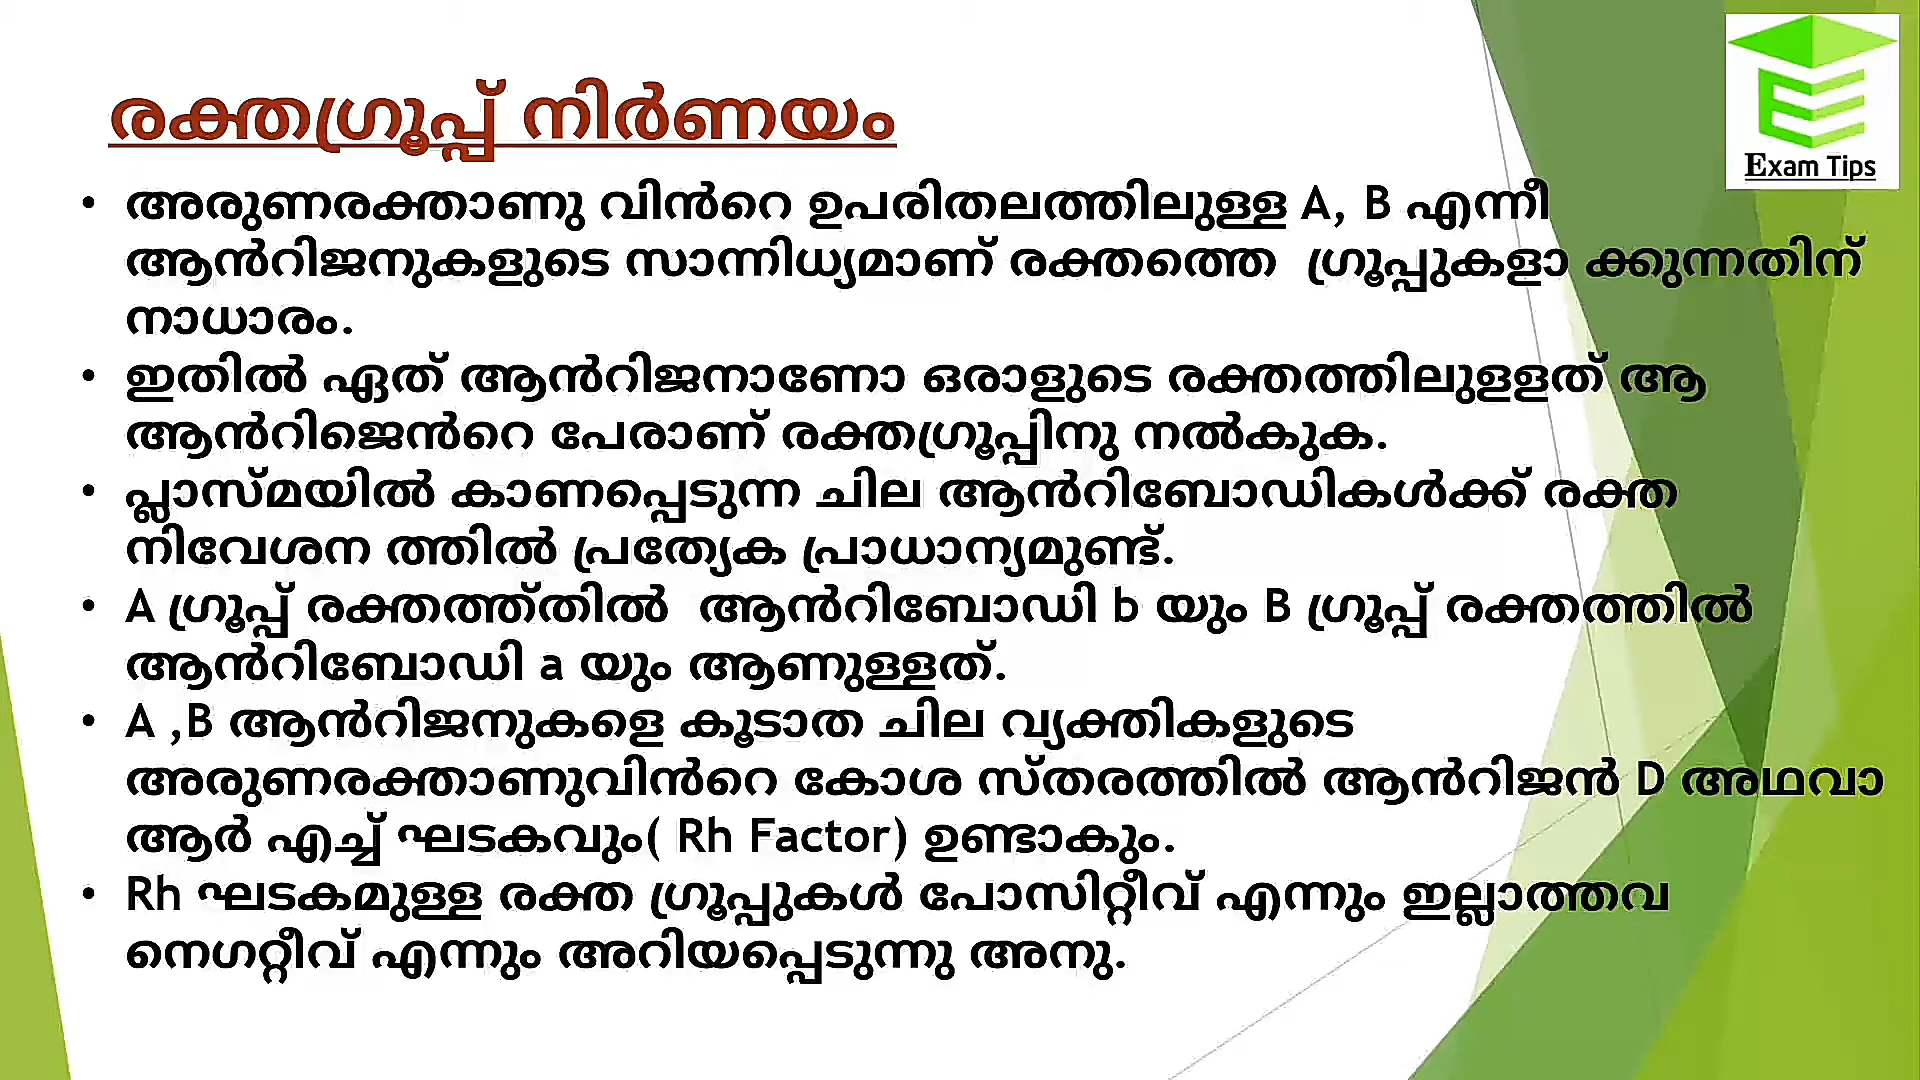 Exam Tips
രക്തഗ്രൂപ്പ് നിർണയം
• അരുണരക്താണു വിൻറെ ഉപരിതലത്തിലുള്ള A, B എന്നീ
ആൻറിജനുകളുടെ സാന്നിധ്യമാണ് രക്തത്തെ ഗ്രൂപ്പുകളാ ക്കുന്നതിന്
നാധാരം.
• ഇതിൽ ഏത് ആൻറിജനാണോ ഒരാളുടെ രക്തത്തിലുളളത് ആ
ആൻറിജെൻറെ പേരാണ് രക്തഗ്രൂപ്പിനു നൽകുക.
• പ്ലാസ്മയിൽ കാണപ്പെടുന്ന ചില ആൻറിബോഡികൾക്ക് രക്ത
നിവേശന ത്തിൽ പ്രത്യേക പ്രാധാന്യമുണ്ട്.
• A ഗ്രൂപ്പ് രക്തത്ത്തിൽ ആൻറിബോഡി b യും B ഗ്രൂപ്പ് രക്തത്തിൽ
ആൻറിബോഡി a യും ആണുള്ളത്.
• A ,B ആൻറിജനുകളെ കൂടാത ചില വ്യക്തികളുടെ
അരുണരക്താണുവിൻറെ കോശ സ്തരത്തിൽ ആൻറിജൻ D അഥവാ
ആർ എച്ച് ഘടകവും( Rh Factor) ഉണ്ടാകും.
• Rh ഘടകമുള്ള രക്ത ഗ്രൂപ്പുകൾ പോസിറ്റീവ് എന്നും ഇല്ലാത്തവ
നെഗറ്റീവ് എന്നും അറിയപ്പെടുന്നു അനു.